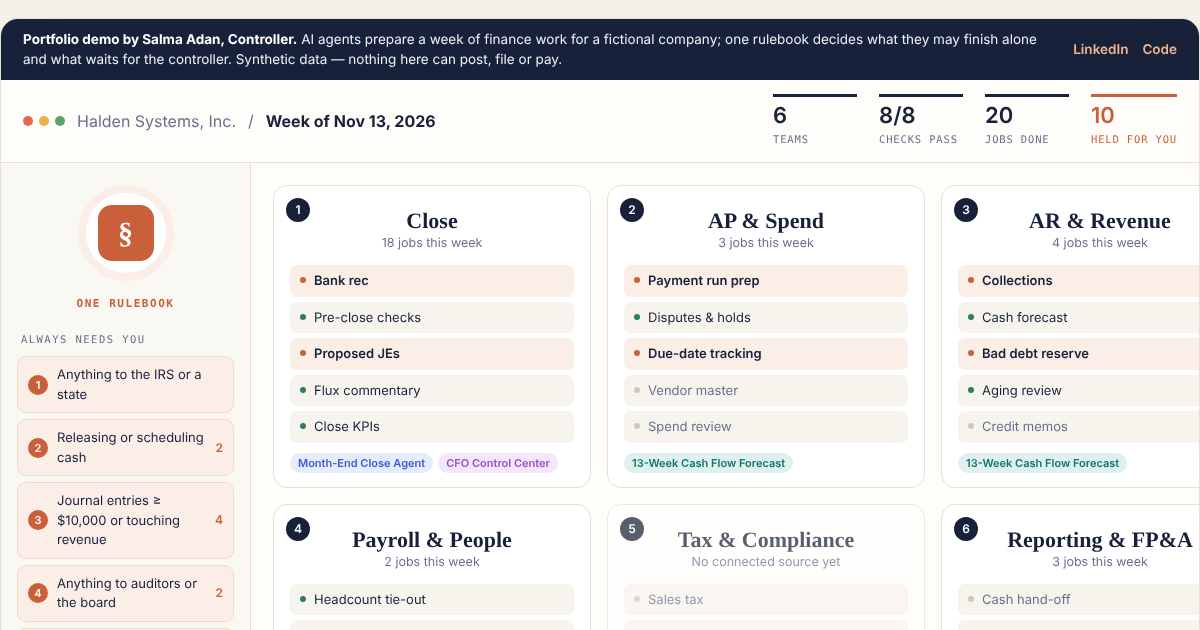 Portfolio demo by Salma Adan, Controller. AI agents prepare a week of finance work for a fictional company; one rulebook decides what they may finish alone
and what waits for the controller. Synthetic data — nothing here can post, file or pay.
LinkedIn Code
Halden Systems, Inc. / Week of Nov 13, 2026
6
TEAMS
8/8
CHECKS PASS
20
JOBS DONE
10
HELD FOR YOU
§
ONE RULEBOOK
ALWAYS NEEDS YOU
1
Anything to the IRS or a
state
2
Releasing or scheduling
cash
2
3
Journal entries ≥
$10,000 or touching
revenue
4
4
Anything to auditors or
the board
2
1
Close
18 jobs this week
Bank rec
Pre-close checks
Proposed JEs
Flux commentary
Close KPIs
Month-End Close Agent
CFO Control Center
2
AP & Spend
3 jobs this week
Payment run prep
Disputes & holds
Due-date tracking
Vendor master
Spend review
13-Week Cash Flow Forecast
3
AR & Revenue
4 jobs this week
Collections
Cash forecast
Bad debt reserve
Aging review
Credit memos
13-Week Cash Flow Forecast
4
Payroll & People
2 jobs this week
Headcount tie-out
5
Tax & Compliance
No connected source yet
Sales tax
6
Reporting & FP&A
3 jobs this week
Cash hand-off